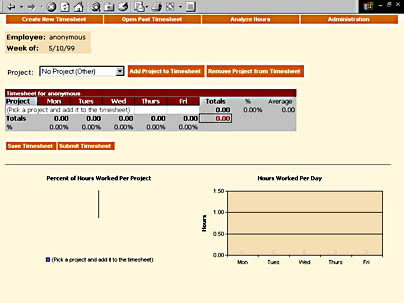 Create New Timesheet Open Past Timesheet Analyze Hours Administration
Employee: anonymous
Week of: 5/10/99
Project: No Project (Other) Add Project to Timesheet Remove Project from Timesheet
Timesheet for anonymous
Project Mon Tues Wed Thurs Fri Totals % Average
(Pick a project and add it to the timesheet) 0.00 0.00% 0.00
Totals 0.00 0.00 0.00 0.00 0.00 0.00
% 0.00% 0.00% 0.00% 0.00% 0.00%
Save Timesheet Submit Timesheet
Percent of Hours Worked Per Project
(Pick a project and add it to the timesheet)
Hours Worked Per Day
Hours
1.50
1.00
0.50
0.00
Mon Tues Wed Thurs Fri